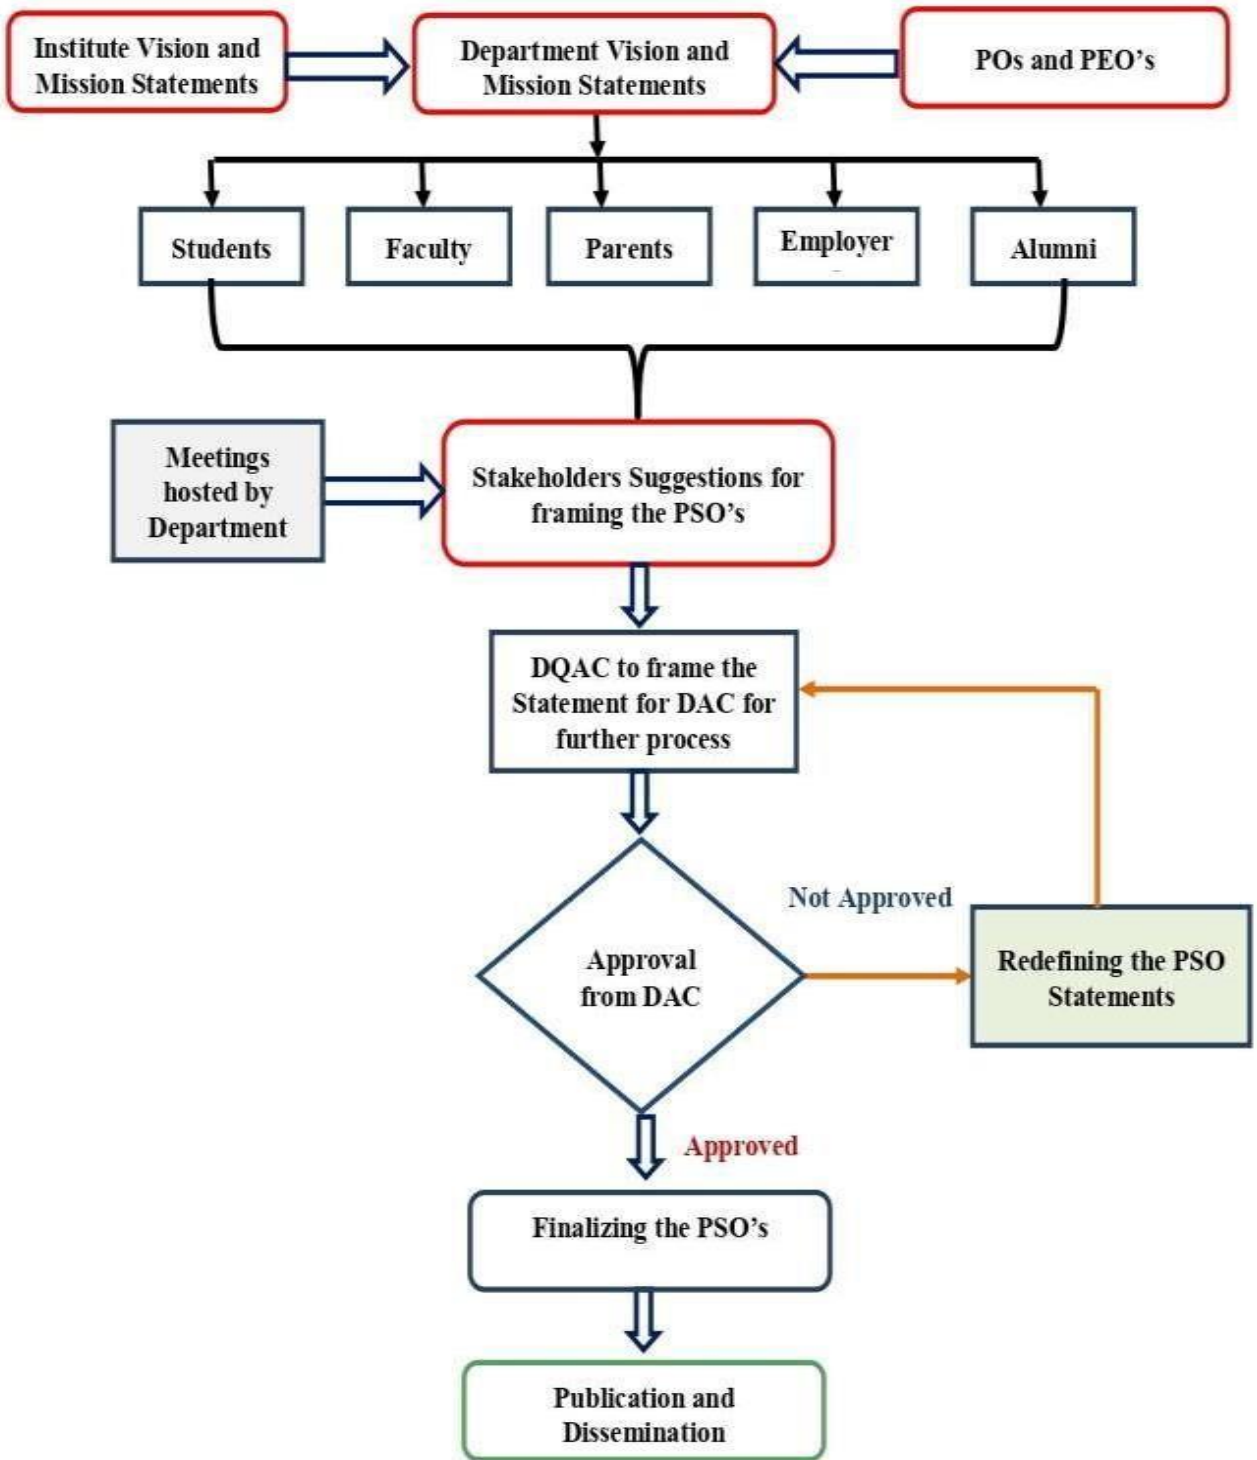 Institute Vision and
Mission Statements
Department Vision and
Mission Statements
POs and PEO's
Students
Faculty
Parents
Employer
Alumni
Meetings
hosted by
Department
Stakeholders Suggestions for
framing the PSO's
DQAC to frame the
Statement for DAC for
further process
Not Approved
Approval
from DAC
Redefining the PSO
Statements
Approved
Finalizing the PSO's
Publication and
Dissemination